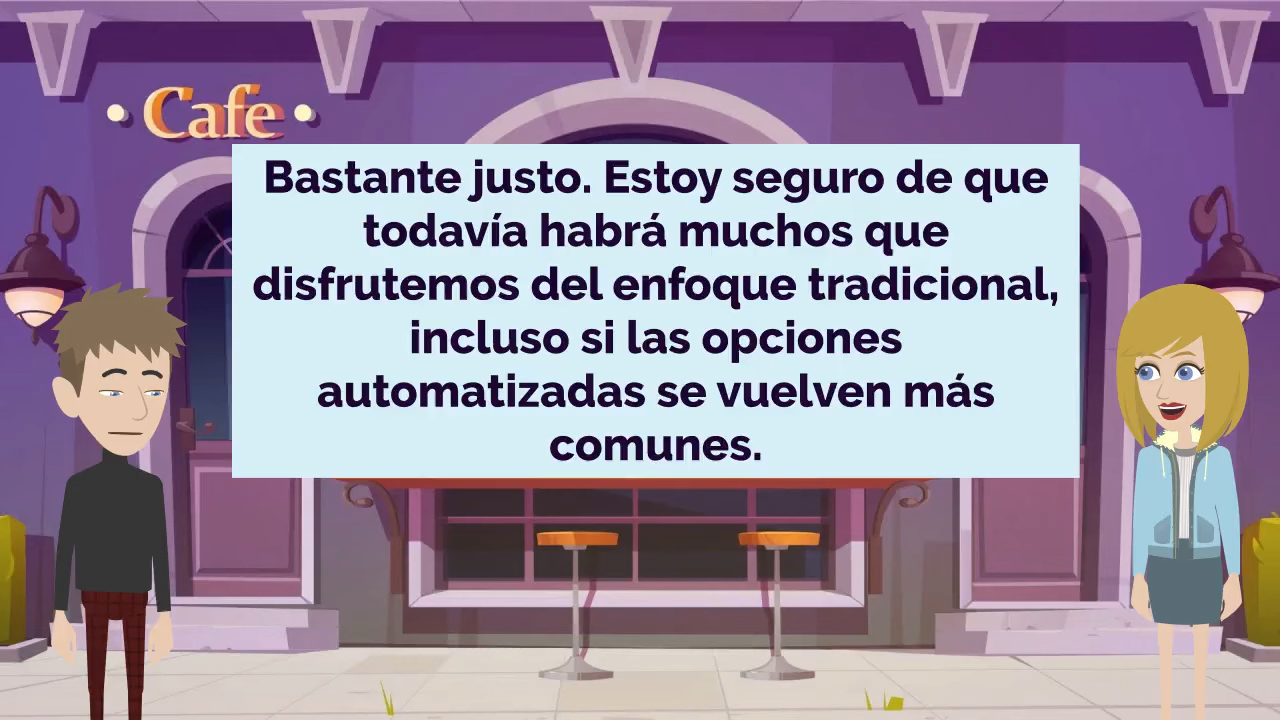 • Cafe •
Bastante justo. Estoy seguro de que
todavía habrá muchos que
disfrutemos del enfoque tradicional,
incluso si las opciones
automatizadas se vuelven más
comunes.